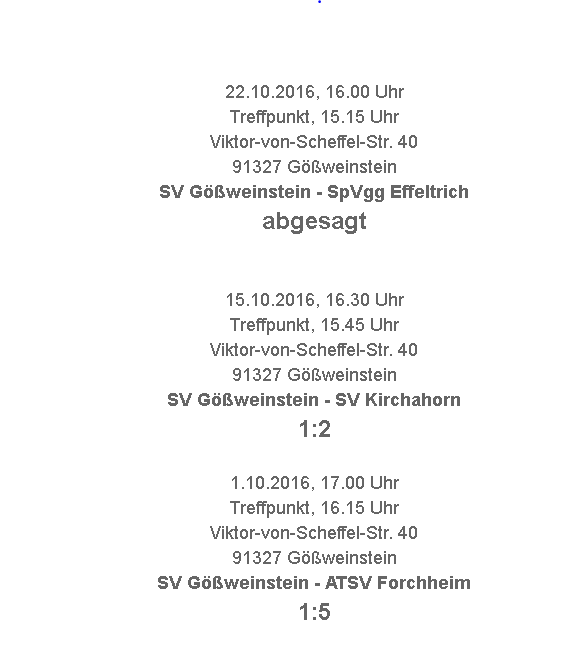 22.10.2016, 16.00 Uhr
Treffpunkt, 15.15 Uhr
Viktor-von-Scheffel-Str. 40
91327 Gößweinstein
SV Gößweinstein - SpVgg Effeltrich
abgesagt
15.10.2016, 16.30 Uhr
Treffpunkt, 15.45 Uhr
Viktor-von-Scheffel-Str. 40
91327 Gößweinstein
SV Gößweinstein - SV Kirchahorn
1:2
1.10.2016, 17.00 Uhr
Treffpunkt, 16.15 Uhr
Viktor-von-Scheffel-Str. 40
91327 Gößweinstein
SV Gößweinstein - ATSV Forchheim
1:5